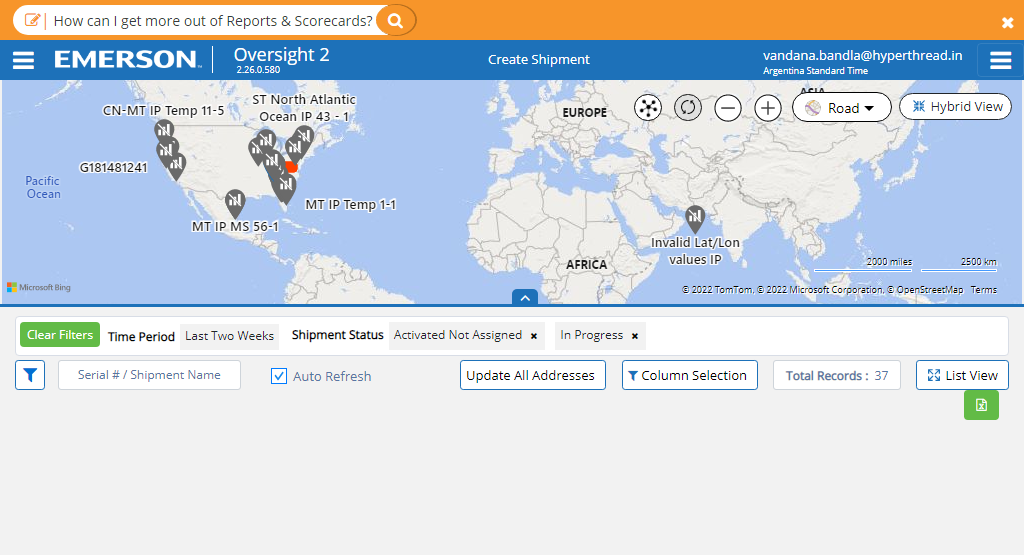 How can I get more out of Reports & Scorecards?
EMERSON
Oversight 2
2.26.0.580
Create Shipment
vandana.bandla@hyperthread.in
Argentina Standard Time
CN-MT IP Temp 11-5
ST North Atlantic
Ocean IP 43 - 1
EUROPE
ASIA
Road
Hybrid View
G181481241
Pacific
Ocean
MT IP Temp 1-1
MT IP MS 56-1
Invalid Lat/Lon
values IP
AFRICA
2000 miles
2500 km
Microsoft Bing
© 2022 TomTom, © 2022 Microsoft Corporation, © OpenStreetMap Terms
Clear Filters
Time Period
Last Two Weeks
Shipment Status
Activated Not Assigned ×
In Progress ×
Serial # / Shipment Name
Auto Refresh
Update All Addresses
Column Selection
Total Records : 37
List View